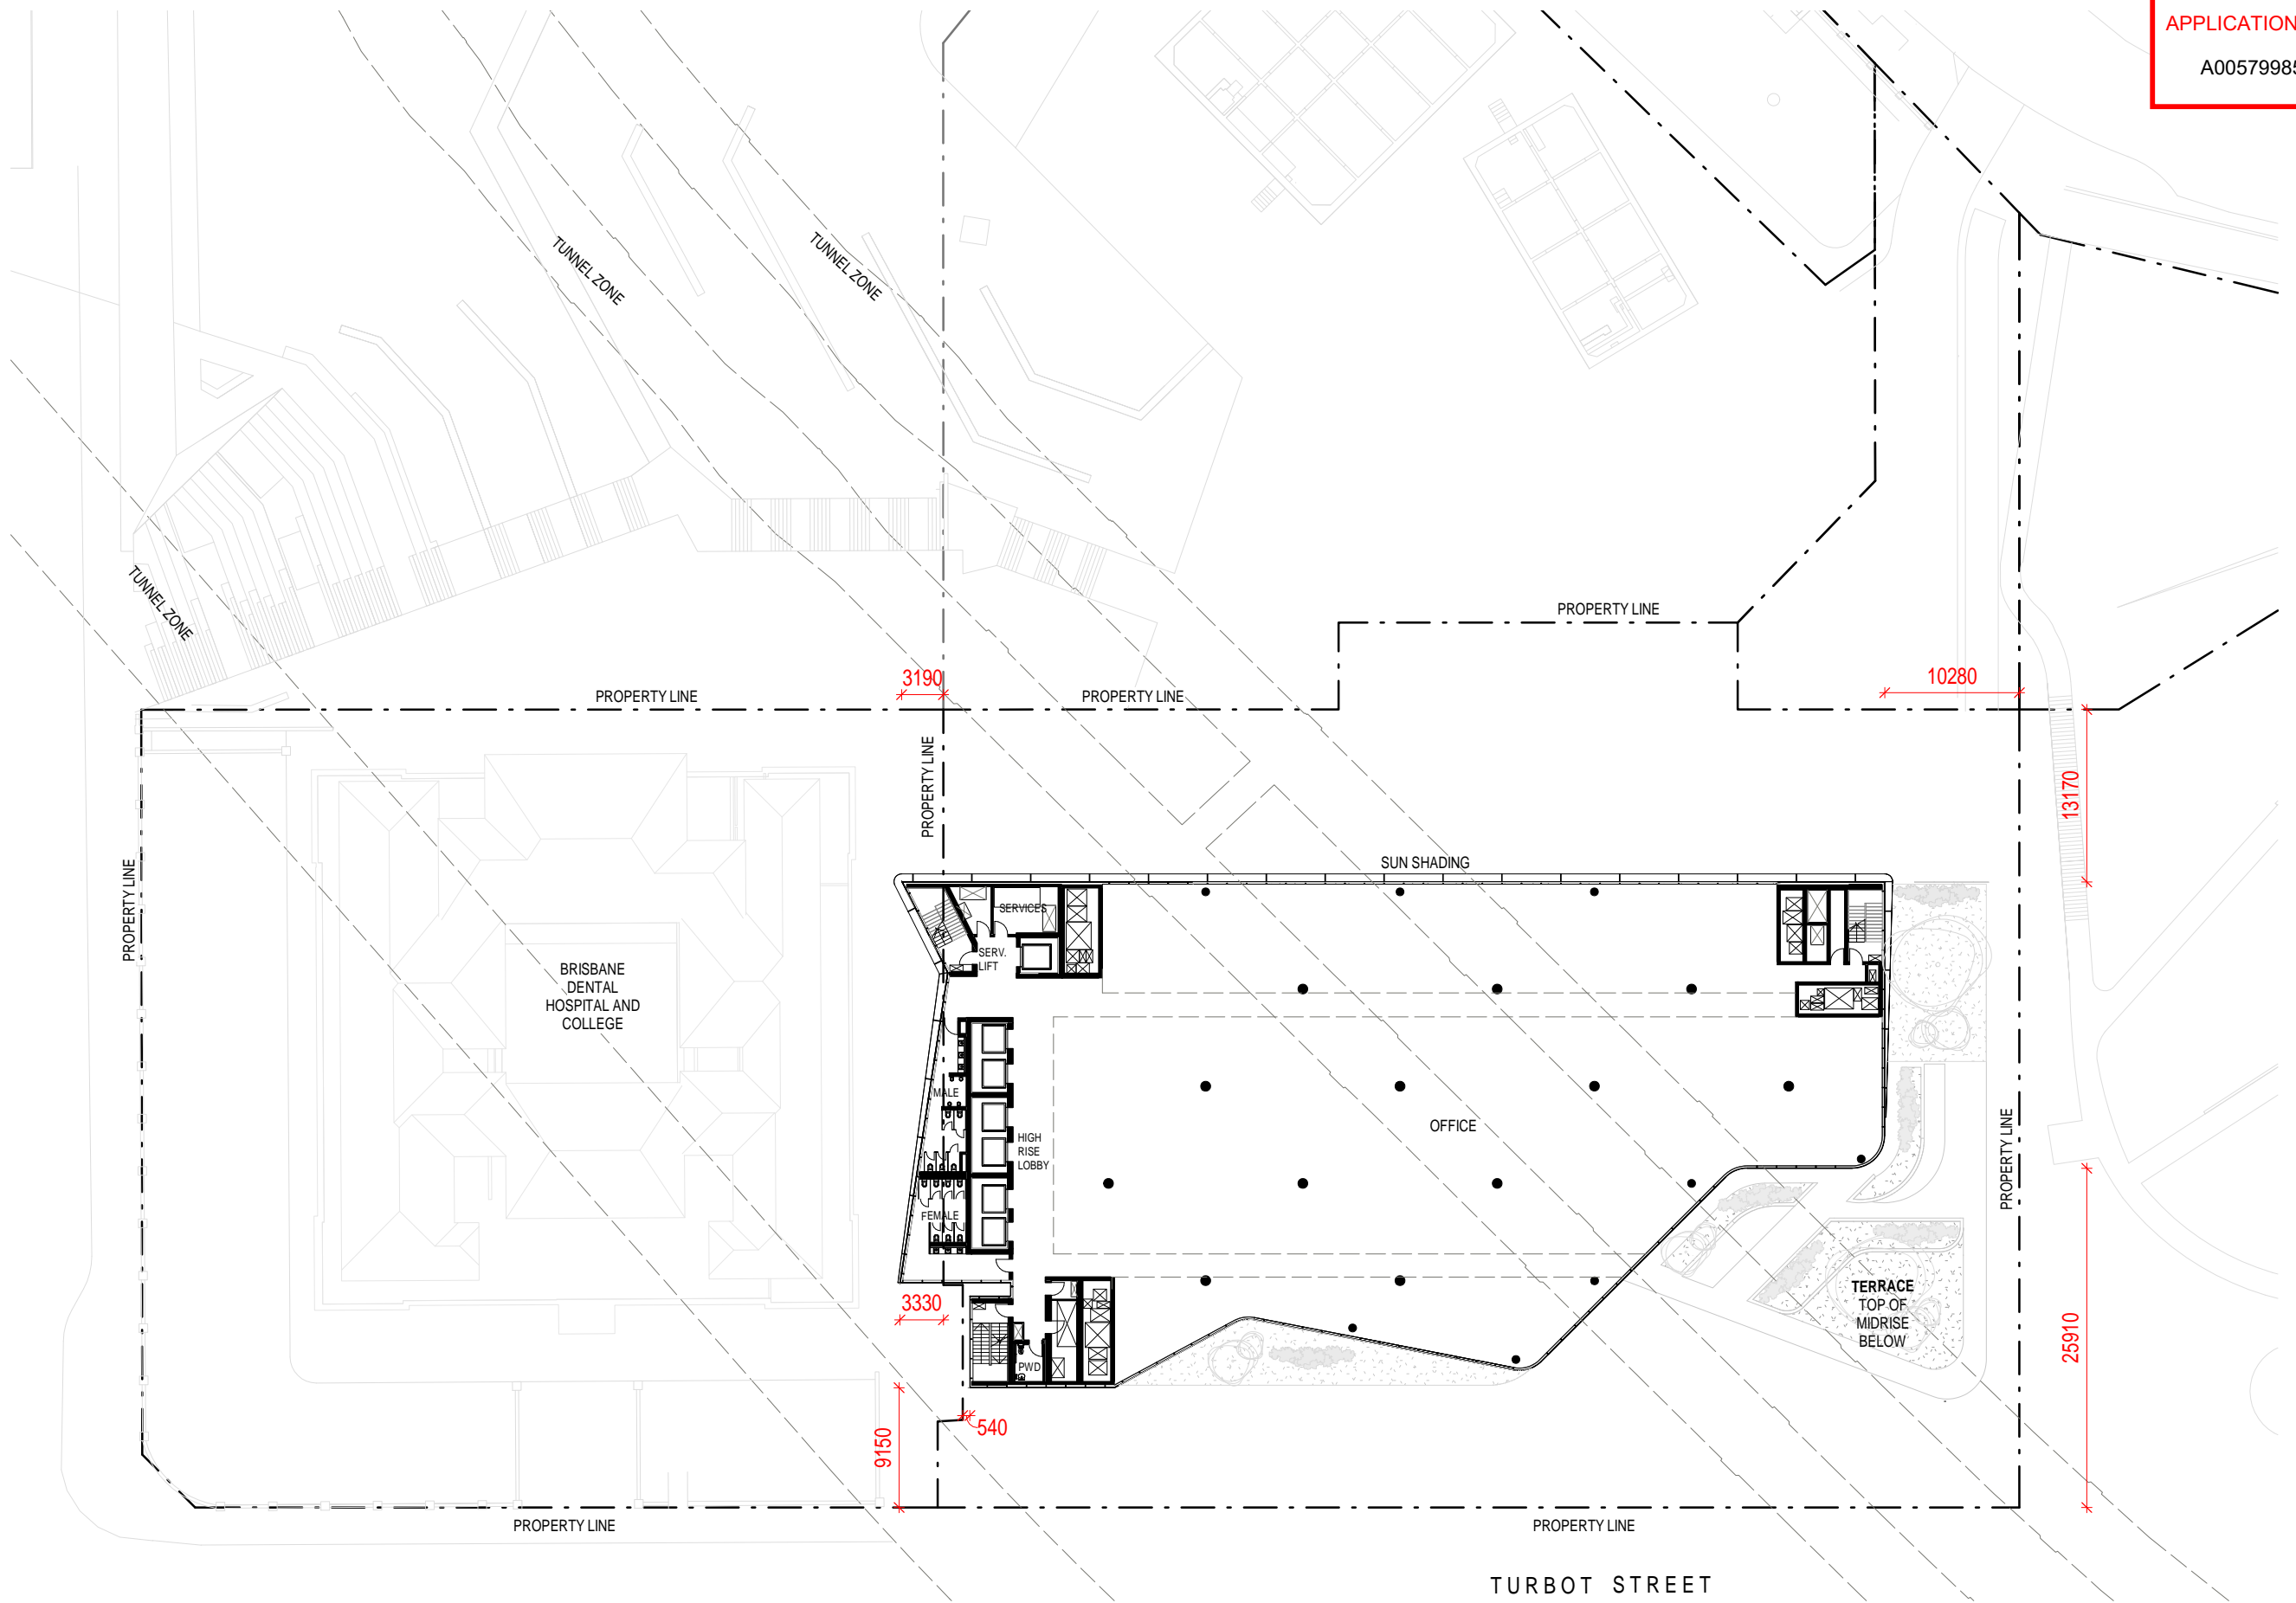 APPLICATION
A00579985
TUNNEL ZONE
TUNNEL ZONE
TUNNEL ZONE
PROPERTY LINE
3190
10280
PROPERTY LINE
PROPERTY LINE
PROPERTY LINE
13170
SUN SHADING
PROPERTY LINE
SERVICES
SERV.
LIFT
BRISBANE
DENTAL
HOSPITAL AND
COLLEGE
MALE
OFFICE
HIGH
RISE
LOBBY
PROPERTY LINE
FEMALE
TERRACE
TOP OF
MIDRISE
BELOW
3330
25910
PWD
540
9150
PROPERTY LINE
PROPERTY LINE
TURBOT STREET